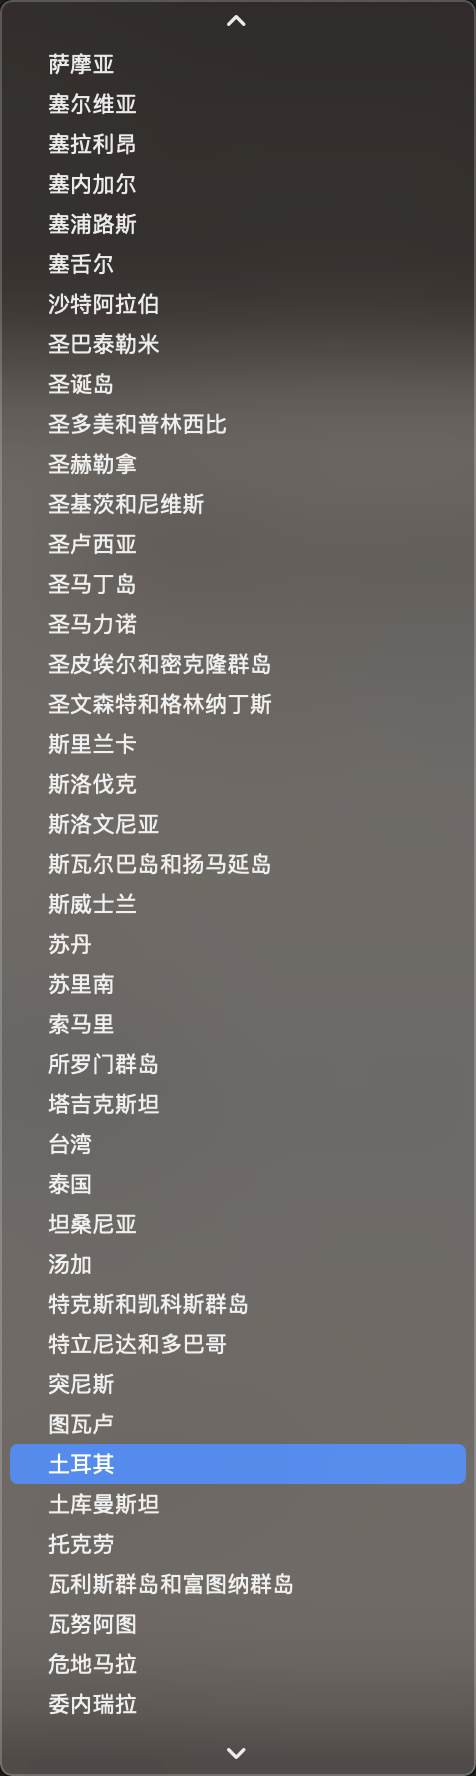 萨摩亚
塞尔维亚
塞拉利昂
塞内加尔
塞浦路斯
塞舌尔
沙特阿拉伯
圣巴泰勒米
圣诞岛
圣多美和普林西比
圣赫勒拿
圣基茨和尼维斯
圣卢西亚
圣马丁岛
圣马力诺
圣皮埃尔和密克隆群岛
圣文森特和格林纳丁斯
斯里兰卡
斯洛伐克
斯洛文尼亚
斯瓦尔巴岛和扬马延岛
斯威士兰
苏丹
苏里南
索马里
所罗门群岛
塔吉克斯坦
台湾
泰国
坦桑尼亚
汤加
特克斯和凯科斯群岛
特立尼达和多巴哥
突尼斯
图瓦卢
土耳其
土库曼斯坦
托克劳
瓦利斯群岛和富图纳群岛
瓦努阿图
危地马拉
委内瑞拉